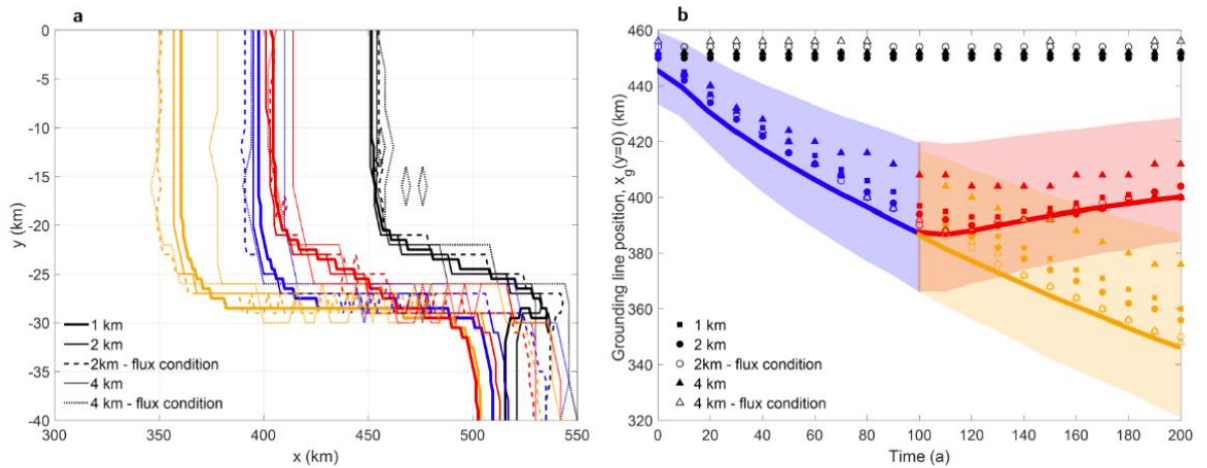 a
0
-5
-10
-15
-20
-25
-30
-35
-40
y (km)
1 km
2 km
2km - flux condition
4 km
4 km - flux condition
300
350
400
450
500
550
x (km)
b
460
440
420
400
380
360
340
320
Grounding line position, x_g(y=0) (km)
1 km
2 km
2km - flux condition
4 km
4 km - flux condition
0
20
40
60
80
100
120
140
160
180
200
Time (a)